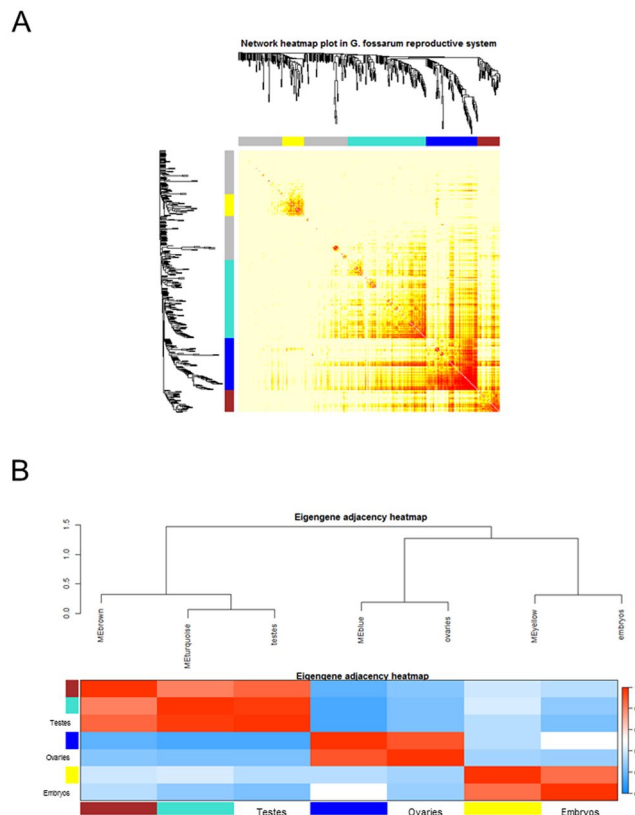 A
Network heatmap plot in G. fossarum reproductive system
B
Eigengene adjacency heatmap
1.5
1.0
0.5
0.0
MEbrown
MEturquoise
testes
MEblue
ovaries
MEyellow
embryos
Eigengene adjacency heatmap
Testes
Ovaries
Embryos
Testes
Ovaries
Embryos